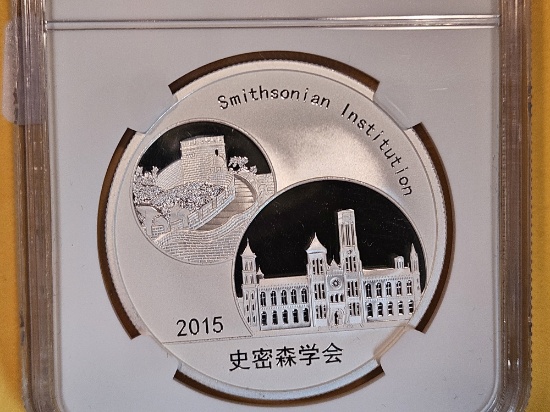 Smithsonian Institution
2015
史密森学会